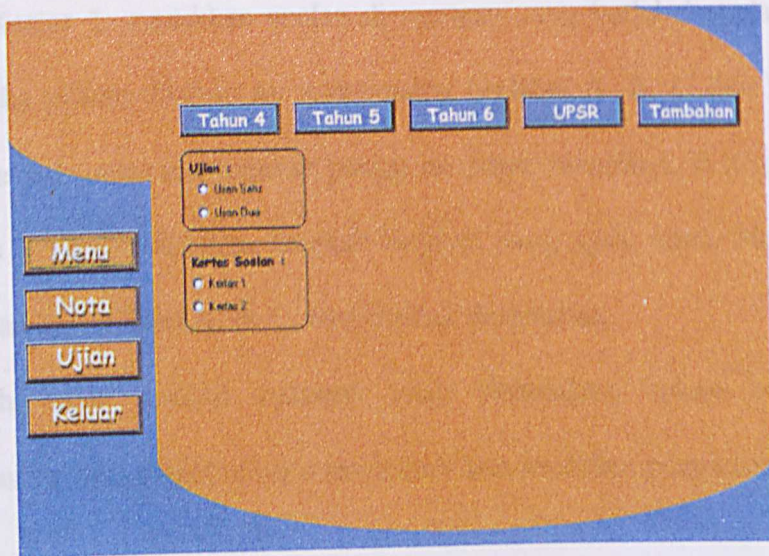 Tahun 4 Tahun 5 Tahun 6 UPSR Tambahan
Ujian :
Ujian Satu
Ujian Dua
Kertas Soalan :
Kertas 1
Kertas 2
Menu
Nota
Ujian
Keluar